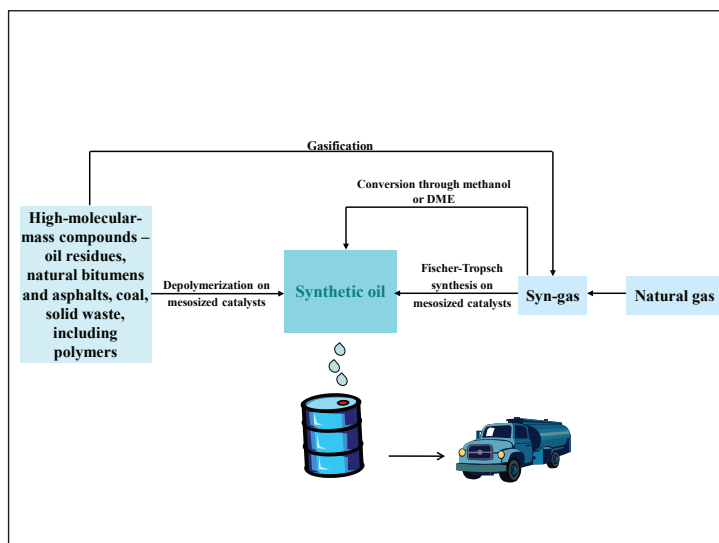 Gasification
Conversion through methanol
or DME
High-molecular-
mass compounds –
oil residues,
natural bitumens
and asphalts, coal,
solid waste,
including
polymers
Depolymerization on
mesosized catalysts
Synthetic oil
Fischer-Tropsch
synthesis on
mesosized catalysts
Syn-gas
Natural gas